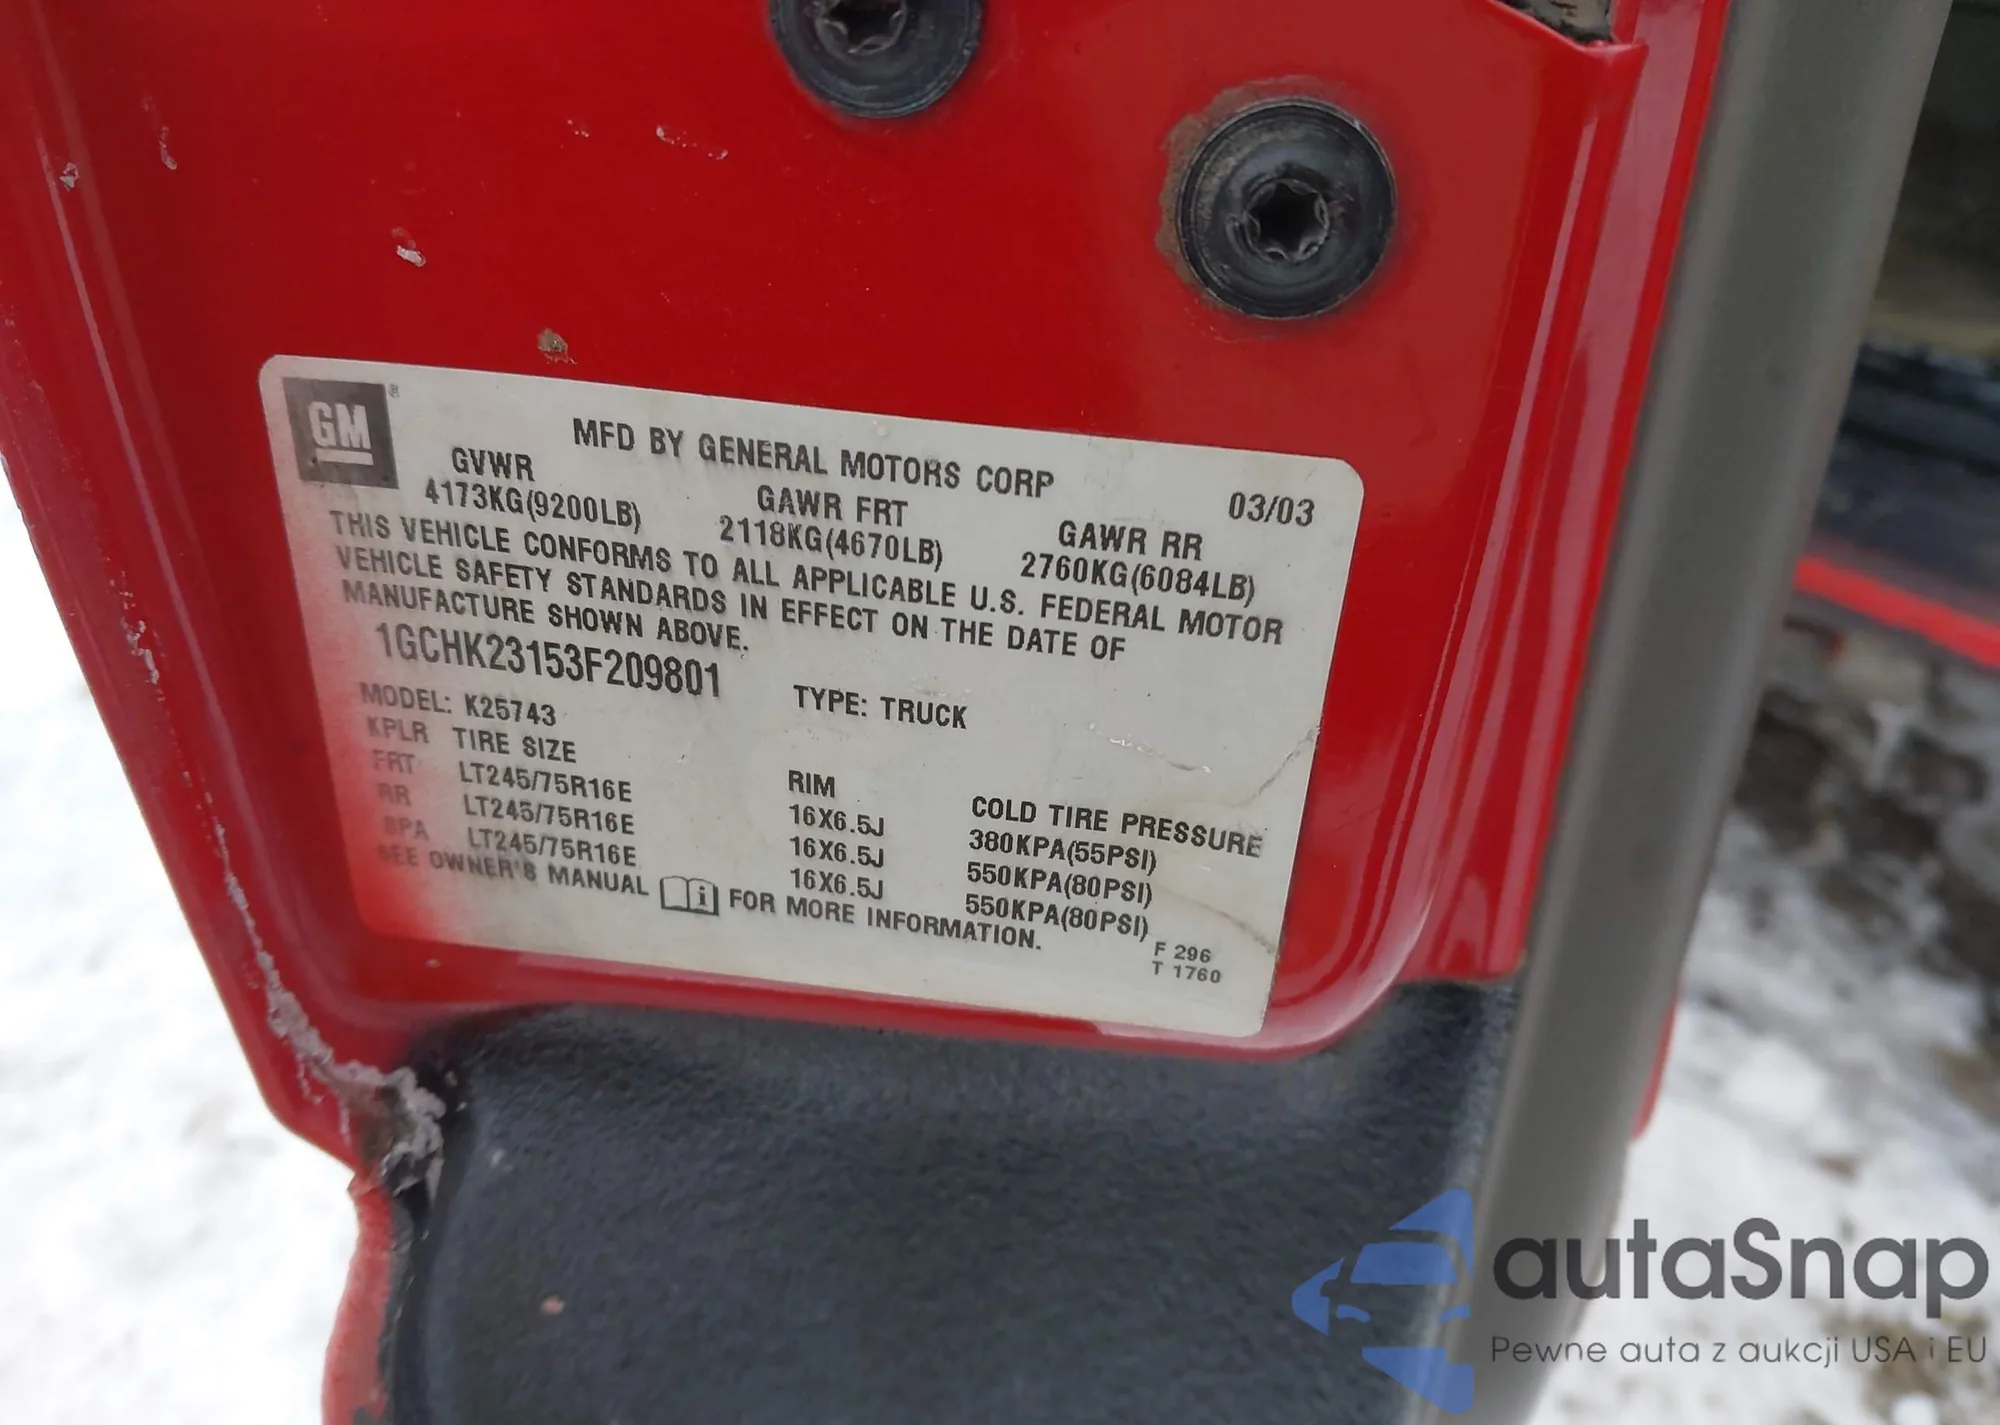 GM ®
MFD BY GENERAL MOTORS CORP 03/03
GVWR GAWR FRT GAWR RR
4173KG(9200LB) 2118KG(4670LB) 2760KG(6084LB)
THIS VEHICLE CONFORMS TO ALL APPLICABLE U.S. FEDERAL MOTOR
VEHICLE SAFETY STANDARDS IN EFFECT ON THE DATE OF
MANUFACTURE SHOWN ABOVE.
1GCHK23153F209801 TYPE: TRUCK
MODEL: K25743
KPLR TIRE SIZE RIM COLD TIRE PRESSURE
FRT LT245/75R16E 16X6.5J 380KPA(55PSI)
RR LT245/75R16E 16X6.5J 550KPA(80PSI)
SPA LT245/75R16E 16X6.5J 550KPA(80PSI)
SEE OWNER'S MANUAL i FOR MORE INFORMATION.
F 296
T 1760
autaSnap
Pewne auta z aukcji USA i EU